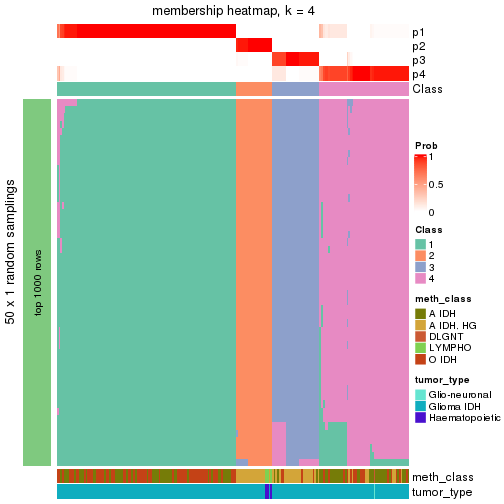 membership heatmap, k = 4
p1
p2
p3
p4
Class
50 x 1 random samplings
top 1000 rows
Prob
1
0.5
0
Class
1
2
3
4
meth_class
A IDH
A IDH, HG
DLGNT
LYMPHO
O IDH
tumor_type
Glio-neuronal
Glioma IDH
Haematopoietic
meth_class
tumor_type